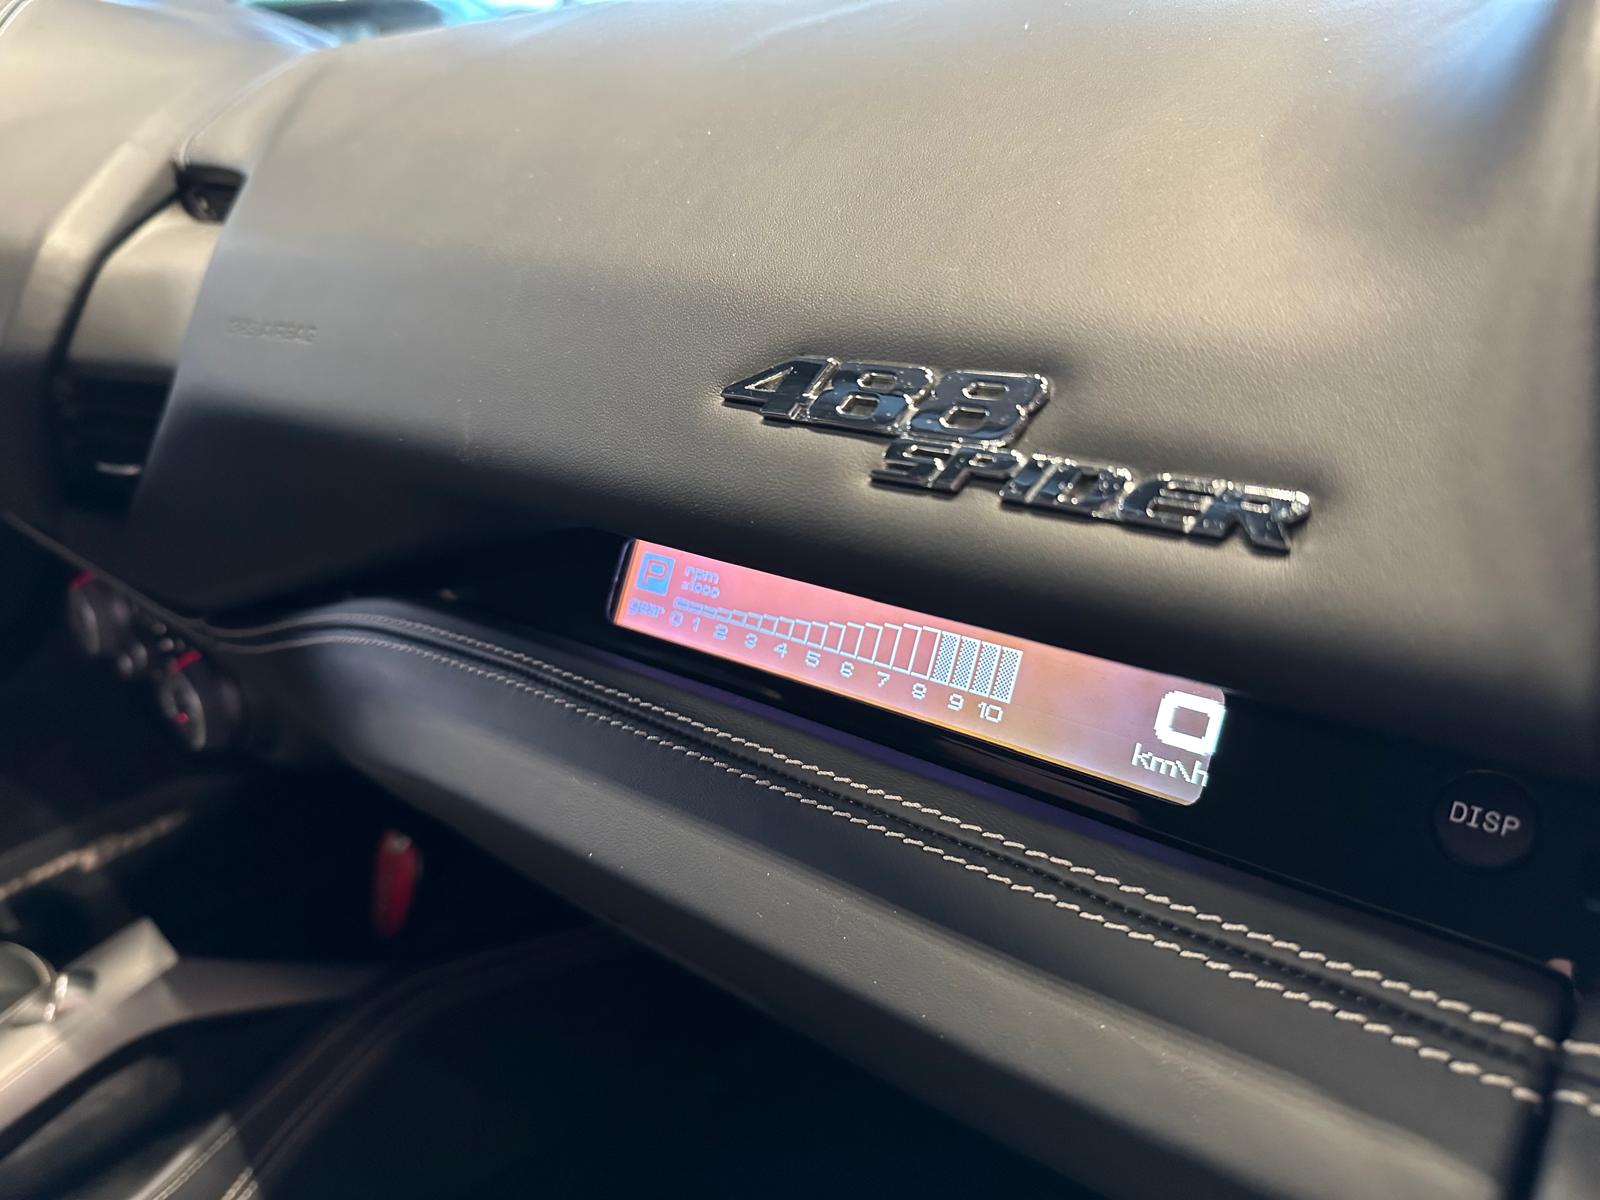 488
SPIDER
P
rpm
x1000
gear
0 1 2 3 4 5 6 7 8 9 10
0
km\h
DISP